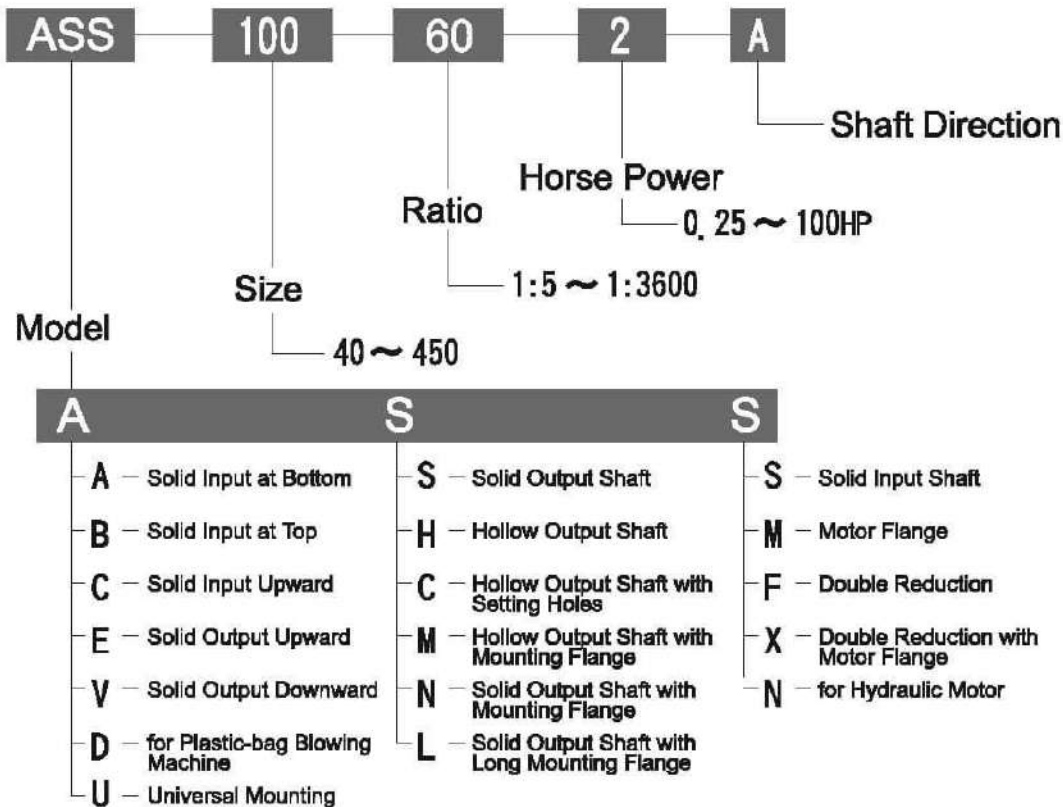 ASS 100 60 2 A
Shaft Direction
Horse Power
0.25～100HP
Ratio
1:5～1:3600
Size
40～450
Model
A S S
A – Solid Input at Bottom
B – Solid Input at Top
C – Solid Input Upward
E – Solid Output Upward
V – Solid Output Downward
D – for Plastic-bag Blowing
Machine
U – Universal Mounting
S – Solid Output Shaft
H – Hollow Output Shaft
C – Hollow Output Shaft with
Setting Holes
M – Hollow Output Shaft with
Mounting Flange
N – Solid Output Shaft with
Mounting Flange
L – Solid Output Shaft with
Long Mounting Flange
S – Solid Input Shaft
M – Motor Flange
F – Double Reduction
X – Double Reduction with
Motor Flange
N – for Hydraulic Motor